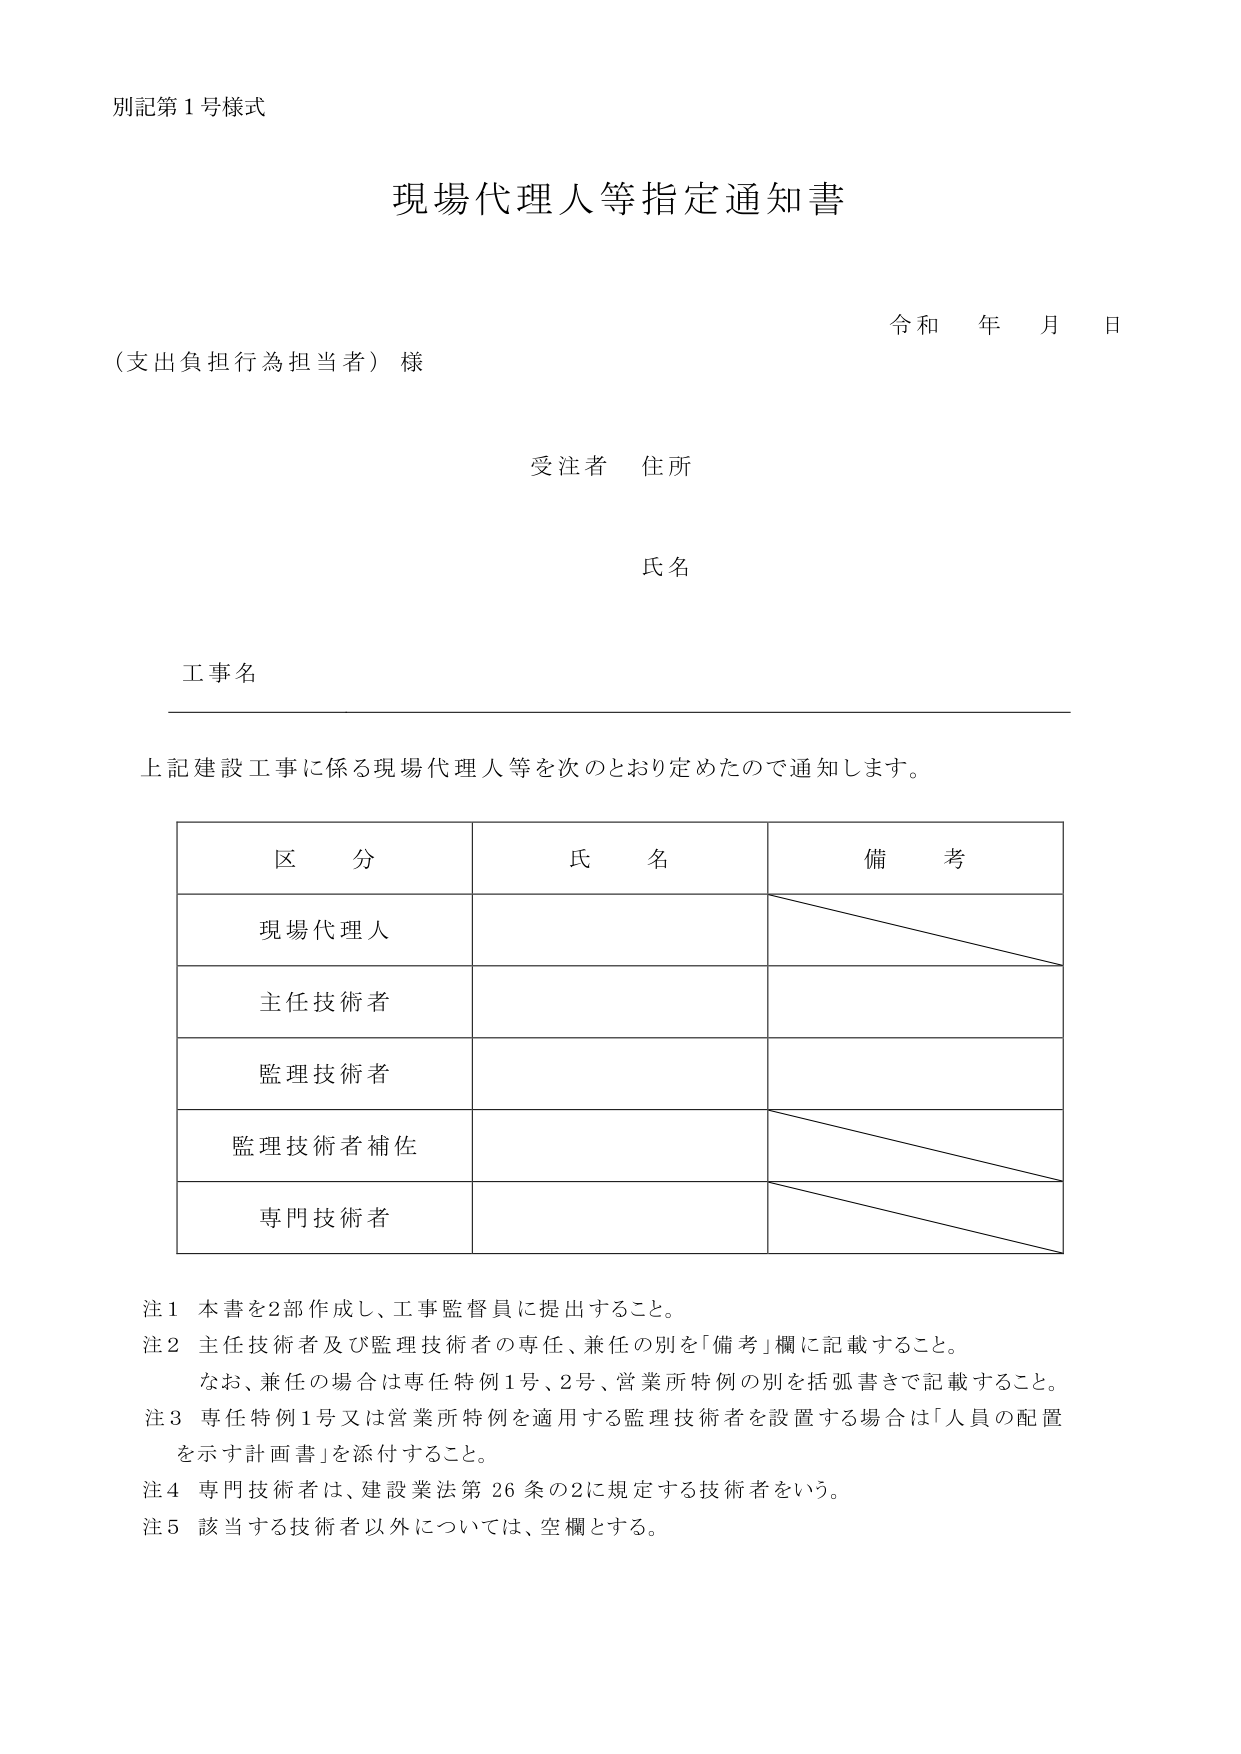 別記第１号様式
現場代理人等指定通知書
令和　年　月　日
（支出負担行為担当者） 様
受注者　住所
氏名
工事名
上記建設工事に係る現場代理人等を次のとおり定めたので通知します。
区　　分　氏　　名　備　　考
現場代理人
主任技術者
監理技術者
監理技術者補佐
専門技術者
注１ 本書を２部作成し、工事監督員に提出すること。
注２ 主任技術者及び監理技術者の専任、兼任の別を「備考」欄に記載すること。
なお、兼任の場合は専任特例１号、２号、営業所特例の別を括弧書きで記載すること。
注３ 専任特例１号又は営業所特例を適用する監理技術者を設置する場合は「人員の配置
を示す計画書」を添付すること。
注４ 専門技術者は、建設業法第 26 条の２に規定する技術者をいう。
注５ 該当する技術者以外については、空欄とする。